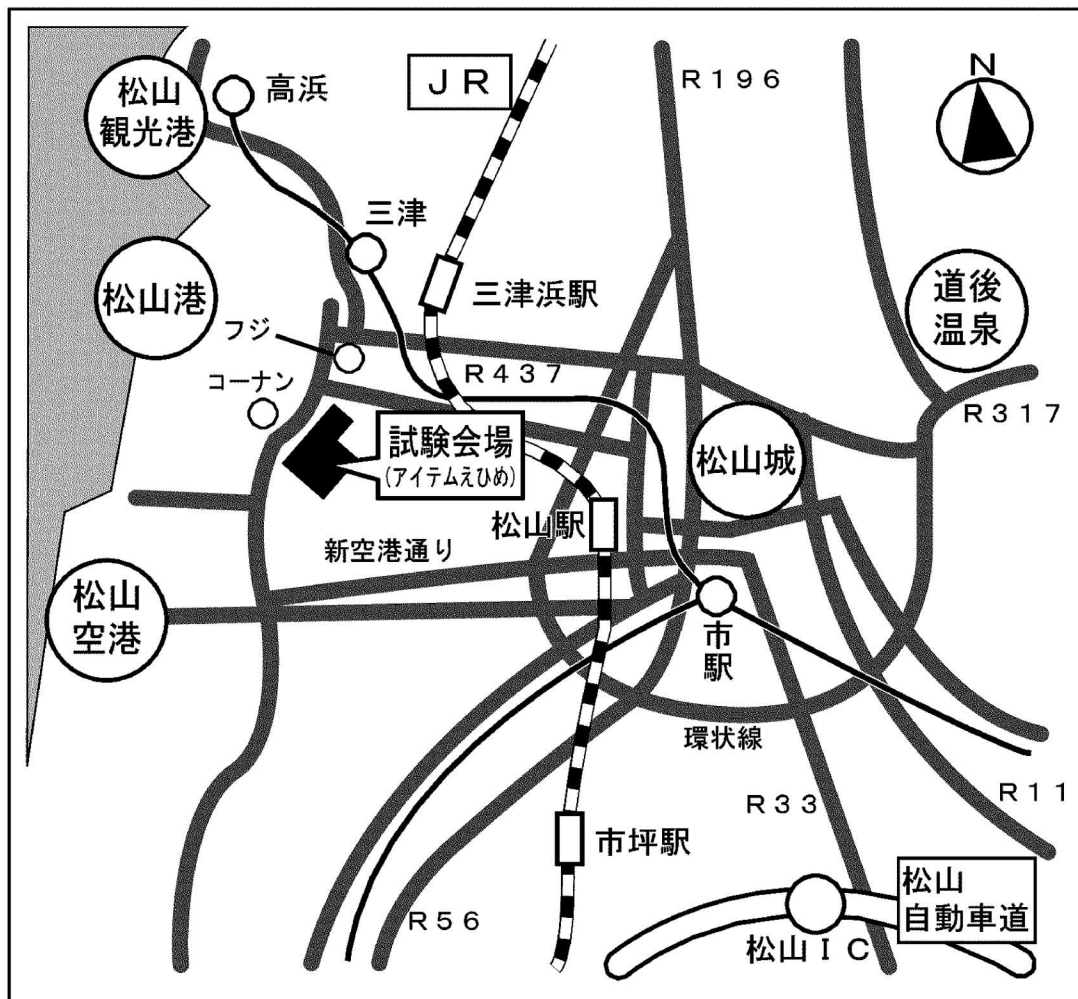 松山
観光港
高浜
JR
R196
N
三津
松山港
三津浜駅
道後
温泉
フジ
コーナン
R437
R317
試験会場
(アイテムえひめ)
松山城
松山駅
新空港通り
松山
空港
市
駅
環状線
R33
R11
市坪駅
R56
松山
自動車道
松山IC